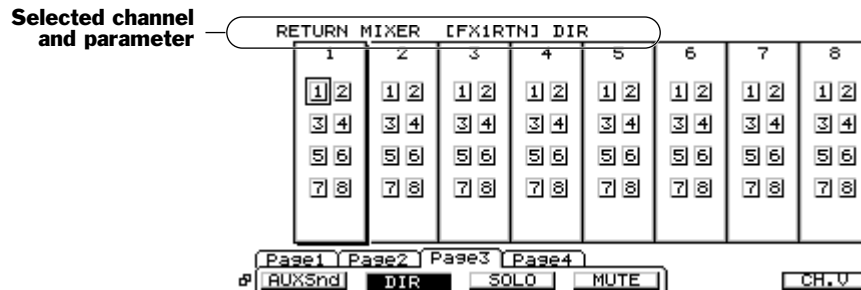 Selected channel
and parameter
RETURN MIXER [FX1RTN] DIR
1 2 3 4 5 6 7 8
1 2 1 2 1 2 1 2 1 2 1 2 1 2 1 2
3 4 3 4 3 4 3 4 3 4 3 4 3 4 3 4
5 6 5 6 5 6 5 6 5 6 5 6 5 6 5 6
7 8 7 8 7 8 7 8 7 8 7 8 7 8 7 8
Page1 Page2 Page3 Page4
AUXSnd DIR SOLO MUTE CH.V